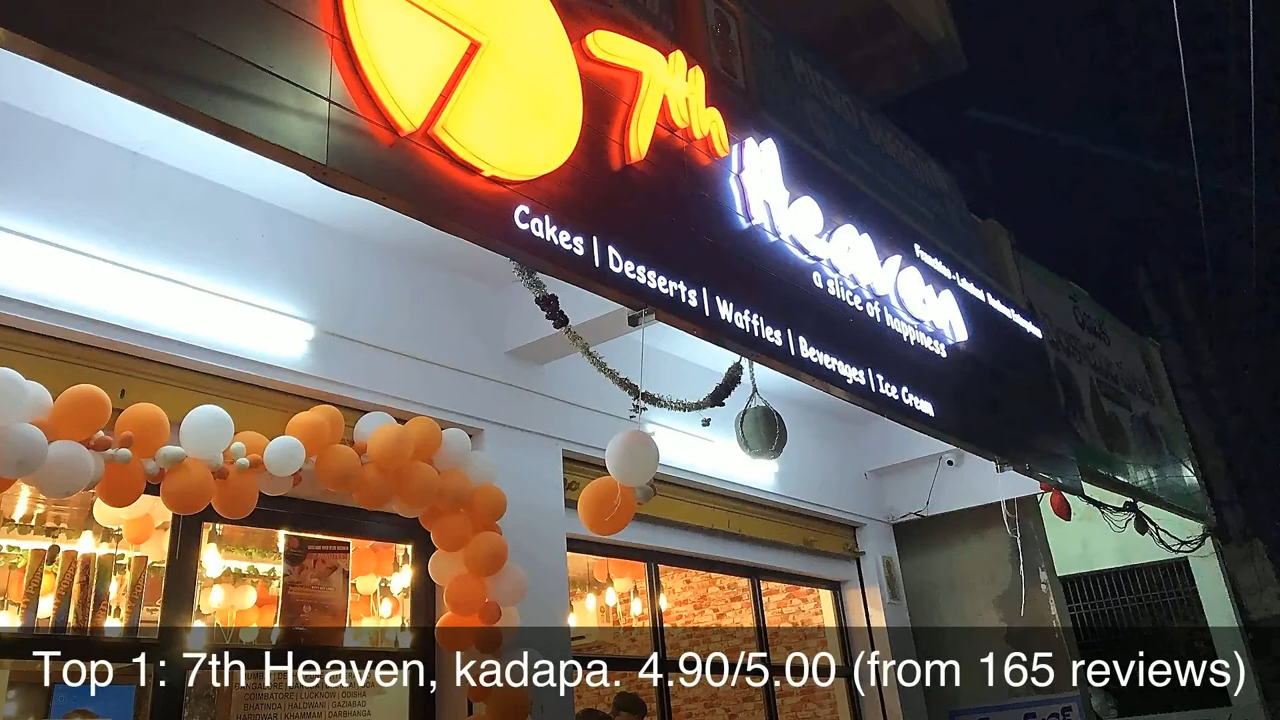 7th
Heaven
a slice of happiness
Cakes | Desserts | Waffles | Beverages | Ice Cream
Top 1: 7th Heaven, kadapa. 4.90/5.00 (from 165 reviews)
COIMBATORE | LUCKNOW | ODISHA
BHATINDA | HALDWANI | GAZIABAD
HARIDWAR | KHAMMAM | DARBHANGA